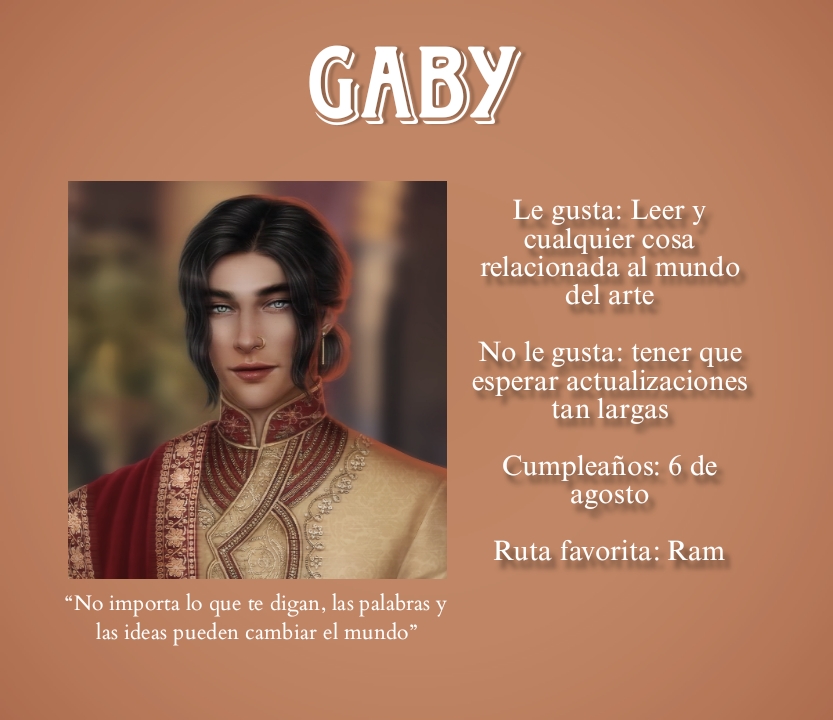 GABY
Le gusta: Leer y
cualquier cosa
relacionada al mundo
del arte
No le gusta: tener que
esperar actualizaciones
tan largas
Cumpleaños: 6 de
agosto
Ruta favorita: Ram
“No importa lo que te digan, las palabras y
las ideas pueden cambiar el mundo”